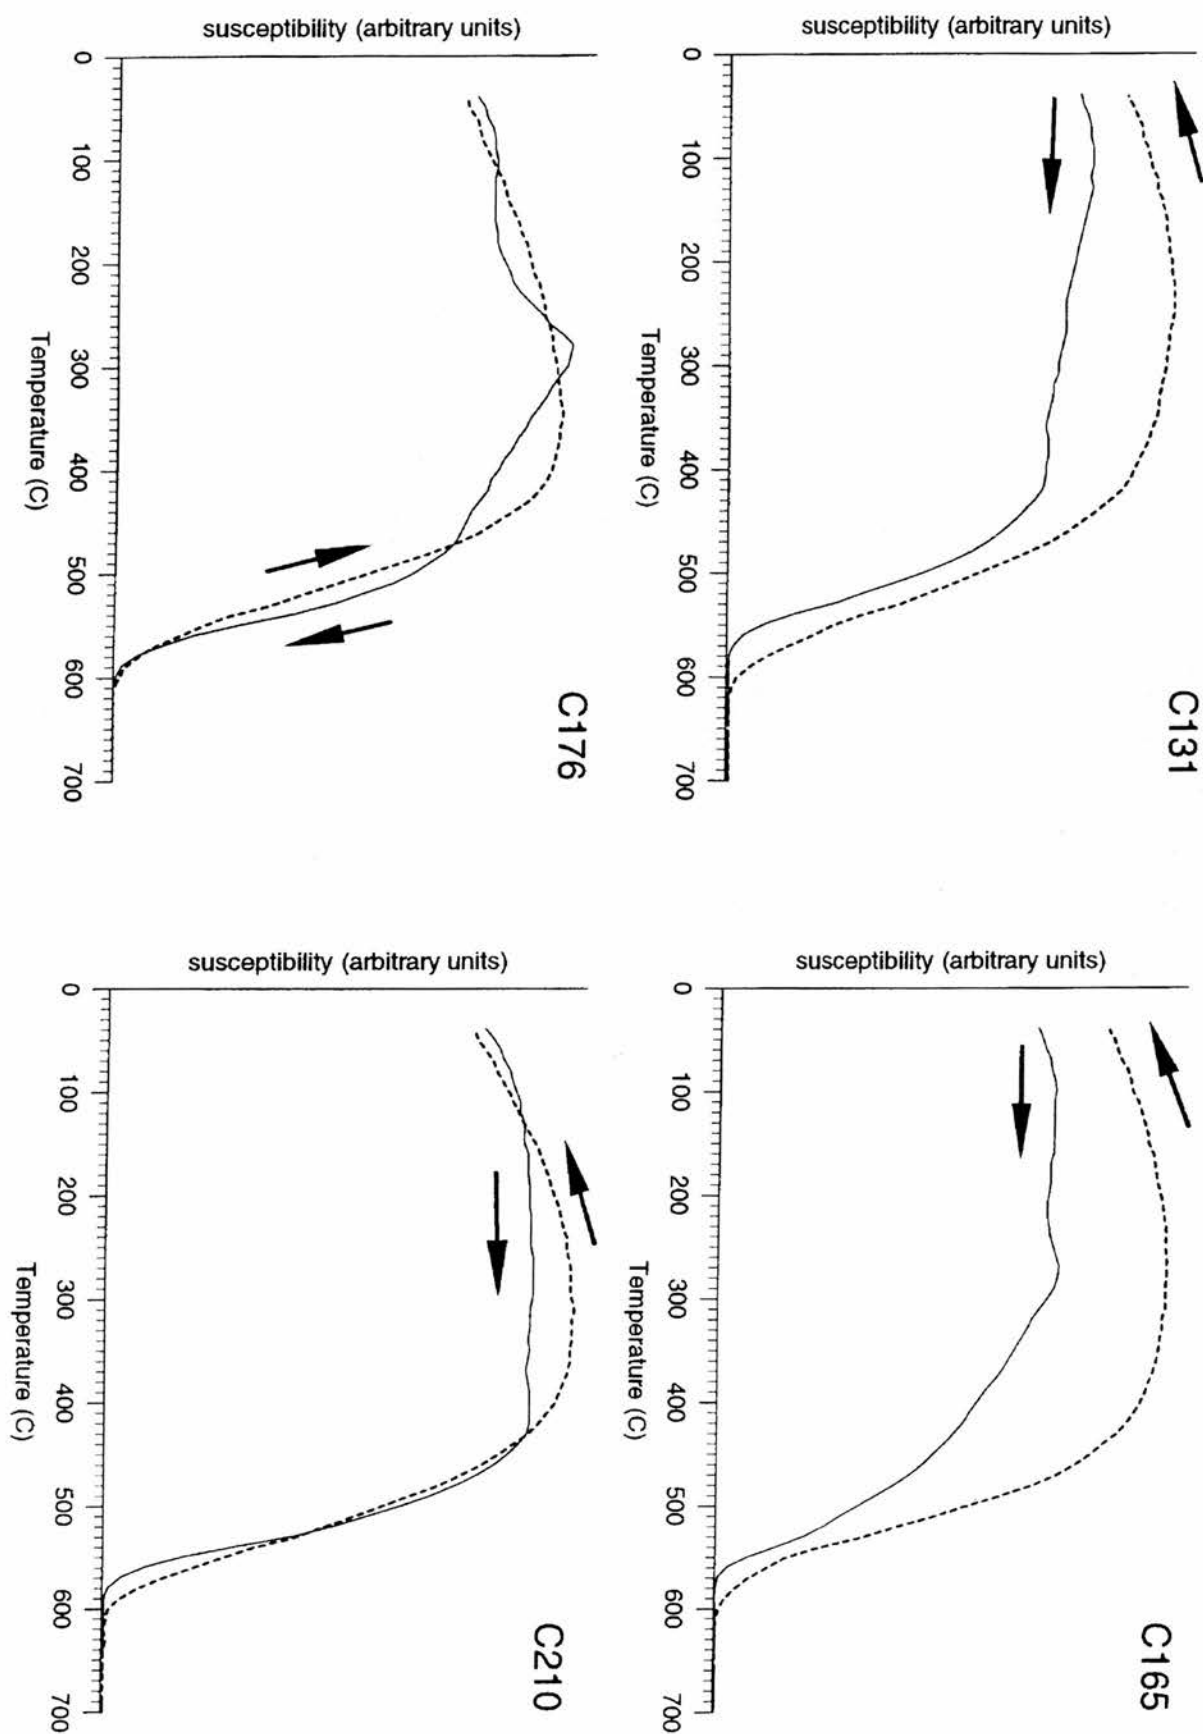 C131
susceptibility (arbitrary units)
0 100 200 300 400 500 600 700
Temperature (C)
C165
susceptibility (arbitrary units)
0 100 200 300 400 500 600 700
Temperature (C)
C176
susceptibility (arbitrary units)
0 100 200 300 400 500 600 700
Temperature (C)
C210
susceptibility (arbitrary units)
0 100 200 300 400 500 600 700
Temperature (C)